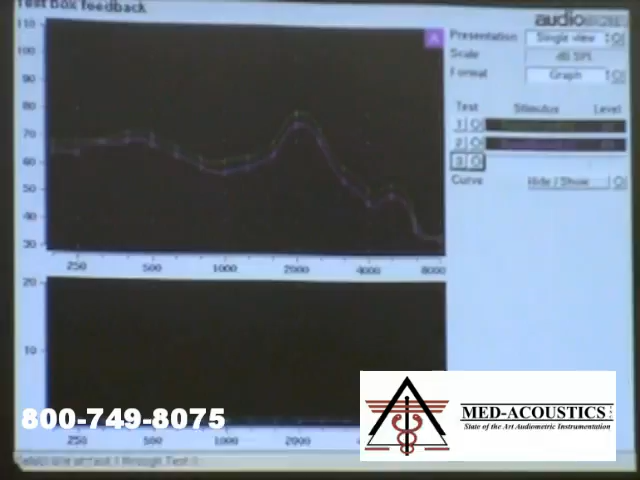 Test box feedback
audioscan
110
100
90
80
70
60
50
40
30
250 500 1000 2000 4000 8000
A
Presentation Single view
Scale dB SPL
Format Graph
Test Stimulus Level
1
2
3
Curve Hide / Show
20
10
250 500 1000 2000
800-749-8075
MED-ACOUSTICS
State of the Art Audiometric Instrumentation